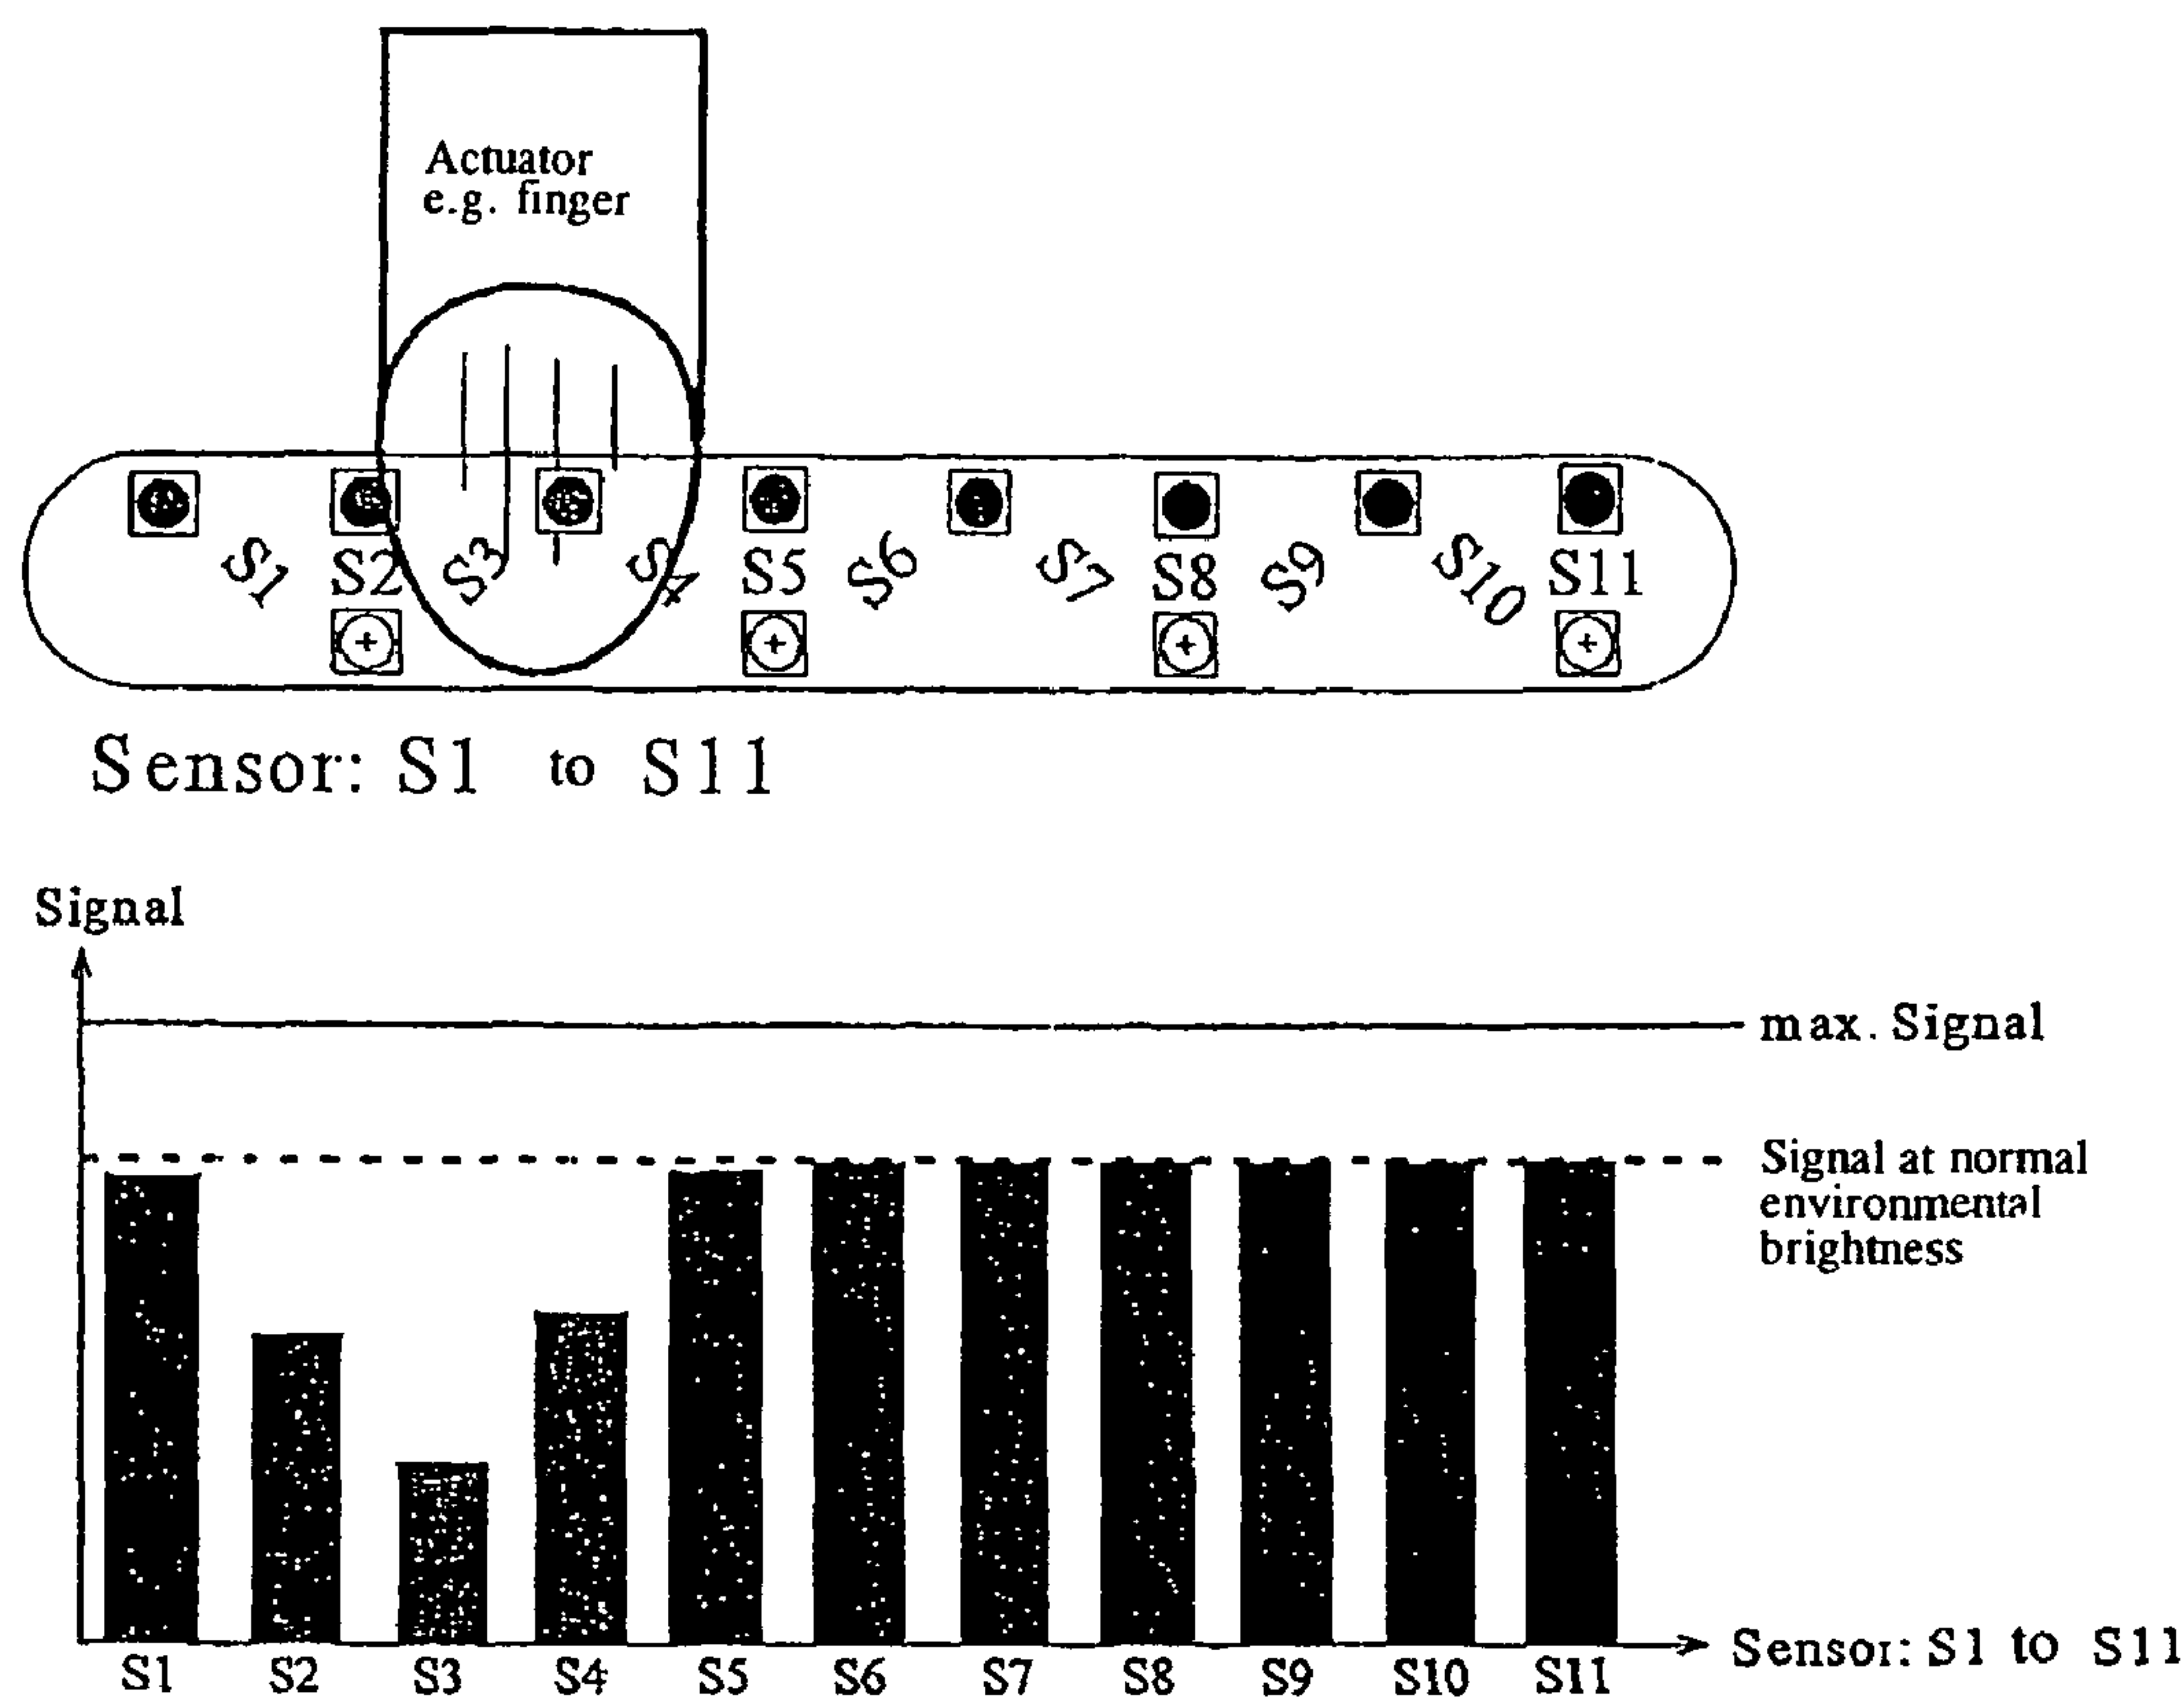 Actuator
e.g. finger
S1 S2 S3 S4 S5 S6 S7 S8 S9 S10 S11
Sensor: S1 to S11
Signal
max. Signal
Signal at normal
environmental
brightness
S1 S2 S3 S4 S5 S6 S7 S8 S9 S10 S11
Sensor: S1 to S11